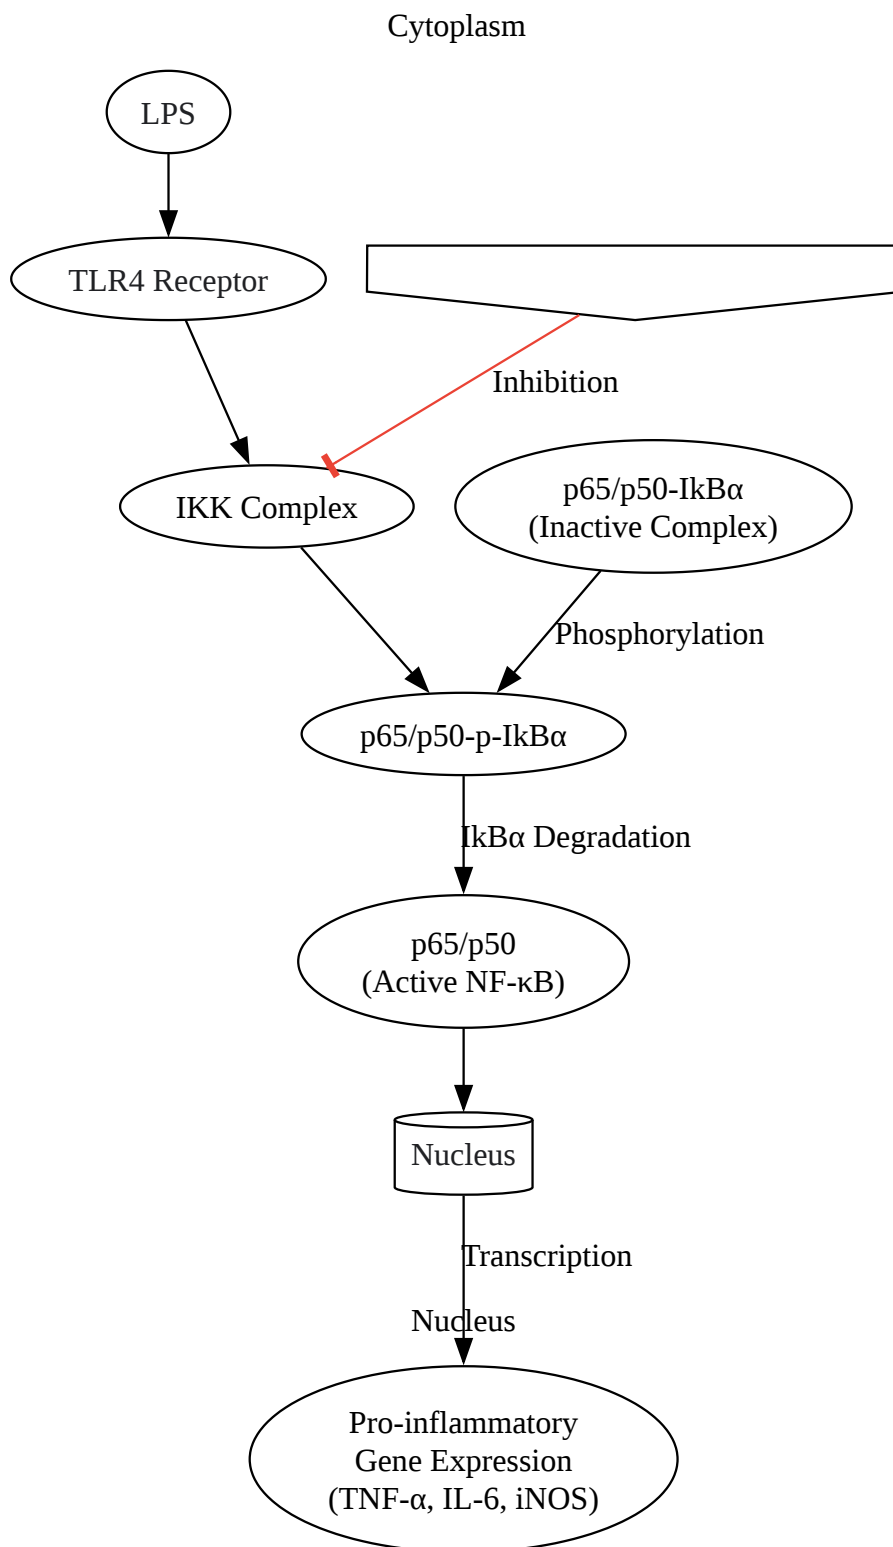 Cytoplasm
LPS
TLR4 Receptor
Inhibition
IKK Complex
p65/p50-IkBα
(Inactive Complex)
Phosphorylation
p65/p50-p-IkBα
IkBα Degradation
p65/p50
(Active NF-κB)
Nucleus
Transcription
Nucleus
Pro-inflammatory
Gene Expression
(TNF-α, IL-6, iNOS)